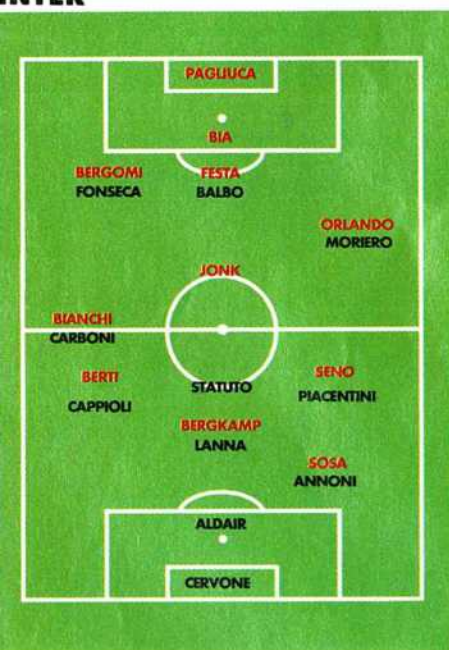 INTER
PAGLIUCA
BIA
BERGOMI
FONSECA
FESTA
BALBO
ORLANDO
MORIERO
JONK
BIANCHI
CARBONI
BERTI
CAPPIOLI
STATUTO
SENO
PIACENTINI
BERGKAMP
LANNA
SOSA
ANNONI
ALDAIR
CERVONE